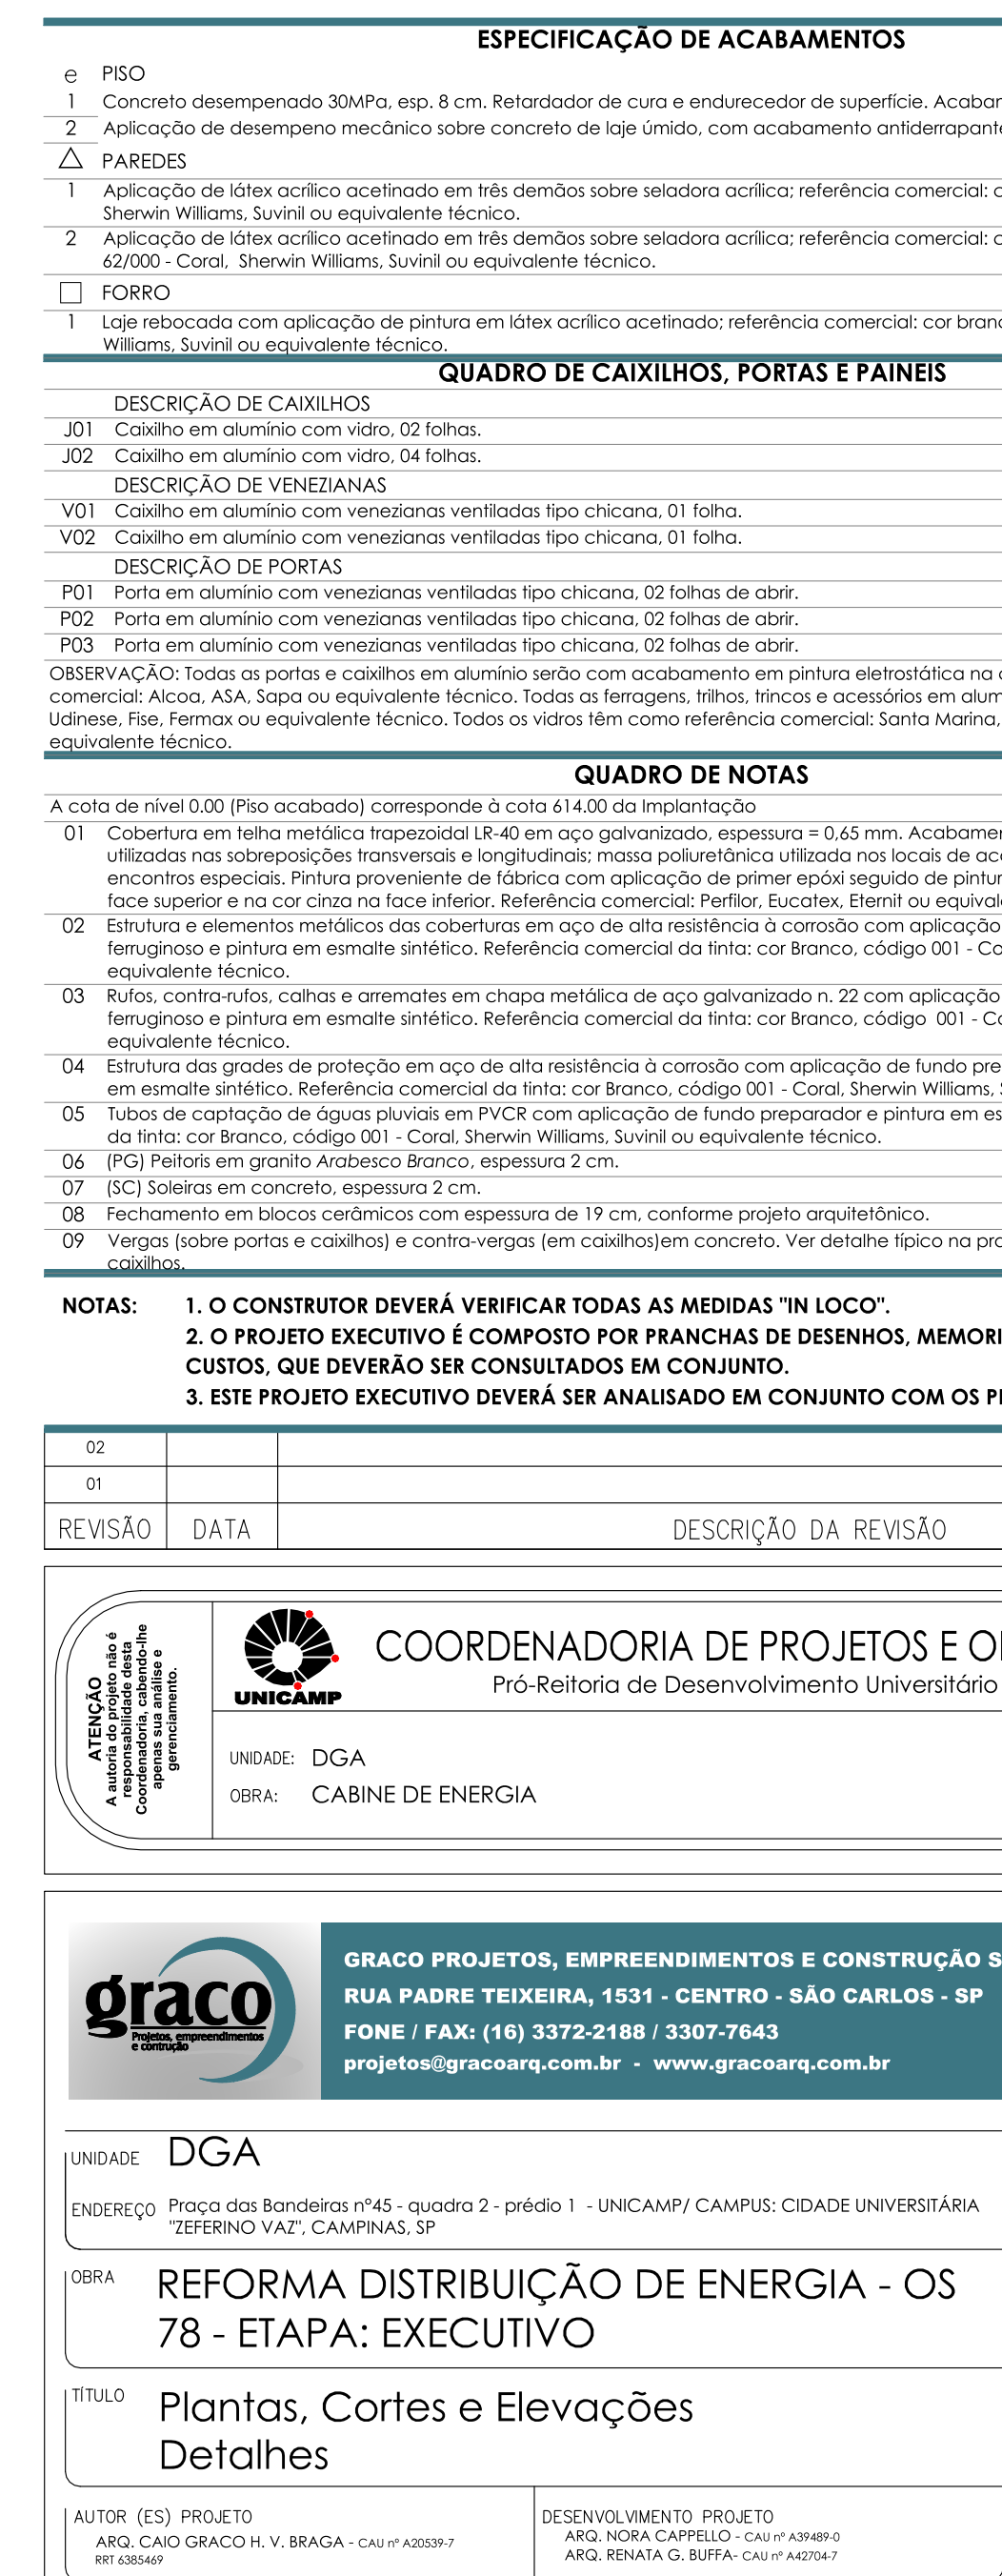 ESPECIFICAÇÃO DE ACABAMENTOS
e PISO
1 Concreto desempenado 30MPa, esp. 8 cm. Retardador de cura e endurecedor de superfície.
2 Aplicação de desempeno mecânico sobre concreto de laje úmido, com acabamento antiderrapante
PAREDES
1 Aplicação de látex acrílico acetinado em três demãos sobre seladora acrílica; referência comercial:
Sherwin Williams, Suvinil ou equivalente técnico.
2 Aplicação de látex acrílico acetinado em três demãos sobre seladora acrílica; referência comercial:
62/000 - Coral, Sherwin Williams, Suvinil ou equivalente técnico.
FORRO
1 Laje rebocada com aplicação de pintura em látex acrílico acetinado; referência comercial: cor
Williams, Suvinil ou equivalente técnico.
QUADRO DE CAIXILHOS, PORTAS E PAINEIS
DESCRIÇÃO DE CAIXILHOS
J01 Caixilho em alumínio com vidro, 02 folhas.
J02 Caixilho em alumínio com vidro, 04 folhas.
DESCRIÇÃO DE VENEZIANAS
V01 Caixilho em alumínio com venezianas ventiladas tipo chicana, 01 folha.
V02 Caixilho em alumínio com venezianas ventiladas tipo chicana, 01 folha.
DESCRIÇÃO DE PORTAS
P01 Porta em alumínio com venezianas ventiladas tipo chicana, 02 folhas de abrir.
P02 Porta em alumínio com venezianas ventiladas tipo chicana, 02 folhas de abrir.
P03 Porta em alumínio com venezianas ventiladas tipo chicana, 02 folhas de abrir.
OBSERVAÇÃO: Todas as portas e caixilhos em alumínio serão com acabamento em pintura eletrostática na
comercial: Alcoa, ASA, Sapa ou equivalente técnico. Todas as ferragens, trilhos, trincos e acessórios em
Udinese, Fise, Fermax ou equivalente técnico. Todos os vidros têm como referência comercial: Santa Marina,
equivalente técnico.
QUADRO DE NOTAS
A cota de nível 0.00 (Piso acabado) corresponde à cota 614.00 da Implantação
01 Cobertura em telha metálica trapezoidal LR-40 em aço galvanizado, espessura = 0,65 mm.
utilizadas nas sobreposições transversais e longitudinais; massa poliuretânica utilizada nos locais de
encontros especiais. Pintura proveniente de fábrica com aplicação de primer epóxi seguido de
face superior e na cor cinza na face inferior. Referência comercial: Perfilor, Eucatex, Eternit ou
02 Estrutura e elementos metálicos das coberturas em aço de alta resistência à corrosão com aplicação
ferruginoso e pintura em esmalte sintético. Referência comercial da tinta: cor Branco, código 001 -
equivalente técnico.
03 Rufos, contra-rufos, calhas e arremates em chapa metálica de aço galvanizado n. 22 com aplicação
ferruginoso e pintura em esmalte sintético. Referência comercial da tinta: cor Branco, código 001 -
equivalente técnico.
04 Estrutura das grades de proteção em aço de alta resistência à corrosão com aplicação de fundo
em esmalte sintético. Referência comercial da tinta: cor Branco, código 001 - Coral, Sherwin Williams,
05 Tubos de captação de águas pluviais em PVCR com aplicação de fundo preparador e pintura em
da tinta: cor Branco, código 001 - Coral, Sherwin Williams, Suvinil ou equivalente técnico.
06 (PG) Peitoris em granito Arabesco Branco, espessura 2 cm.
07 (SC) Soleiras em concreto, espessura 2 cm.
08 Fechamento em blocos cerâmicos com espessura de 19 cm, conforme projeto arquitetônico.
09 Vergas (sobre portas e caixilhos) e contra-vergas (em caixilhos)em concreto. Ver detalhe típico na
caixilhos.
NOTAS: 1. O CONSTRUTOR DEVERÁ VERIFICAR TODAS AS MEDIDAS "IN LOCO".
2. O PROJETO EXECUTIVO É COMPOSTO POR PRANCHAS DE DESENHOS,
CUSTOS, QUE DEVERÃO SER CONSULTADOS EM CONJUNTO.
3. ESTE PROJETO EXECUTIVO DEVERÁ SER ANALISADO EM CONJUNTO COM OS
02
01
REVISÃO DATA DESCRIÇÃO DA REVISÃO
ATENÇÃO
A autoria do projeto não é
responsabilidade desta
Coordenadoria, cabendo-lhe
apenas sua análise e
gerenciamento.
UNICAMP
COORDENADORIA DE PROJETOS E
Pró-Reitoria de Desenvolvimento Universitário
UNIDADE: DGA
OBRA: CABINE DE ENERGIA
graco
Projetos, empreendimentos
e contrução
GRACO PROJETOS, EMPREENDIMENTOS E CONSTRUÇÃO
RUA PADRE TEIXEIRA, 1531 - CENTRO - SÃO CARLOS - SP
FONE / FAX: (16) 3372-2188 / 3307-7643
projetos@gracoarq.com.br - www.gracoarq.com.br
UNIDADE DGA
ENDEREÇO Praça das Bandeiras nº45 - quadra 2 - prédio 1 - UNICAMP/ CAMPUS: CIDADE UNIVERSITÁRIA
"ZEFERINO VAZ", CAMPINAS, SP
OBRA REFORMA DISTRIBUIÇÃO DE ENERGIA - OS
78 - ETAPA: EXECUTIVO
TÍTULO Plantas, Cortes e Elevações
Detalhes
AUTOR (ES) PROJETO
ARQ. CAIO GRACO H. V. BRAGA - CAU nº A20539-7
RRT 6385469
DESENVOLVIMENTO PROJETO
ARQ. NORA CAPPELLO - CAU nº A39489-0
ARQ. RENATA G. BUFFA- CAU nº A42704-7